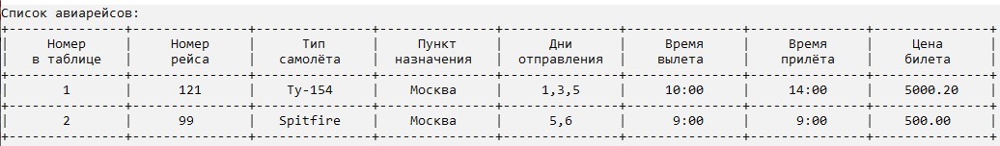 Список авиарейсов:
Номер Номер Тип Пункт Дни Время Время Цена
в таблице рейса самолёта назначения отправления вылета прилёта билета
1 121 Ту-154 Москва 1,3,5 10:00 14:00 5000.20
2 99 Spitfire Москва 5,6 9:00 9:00 500.00